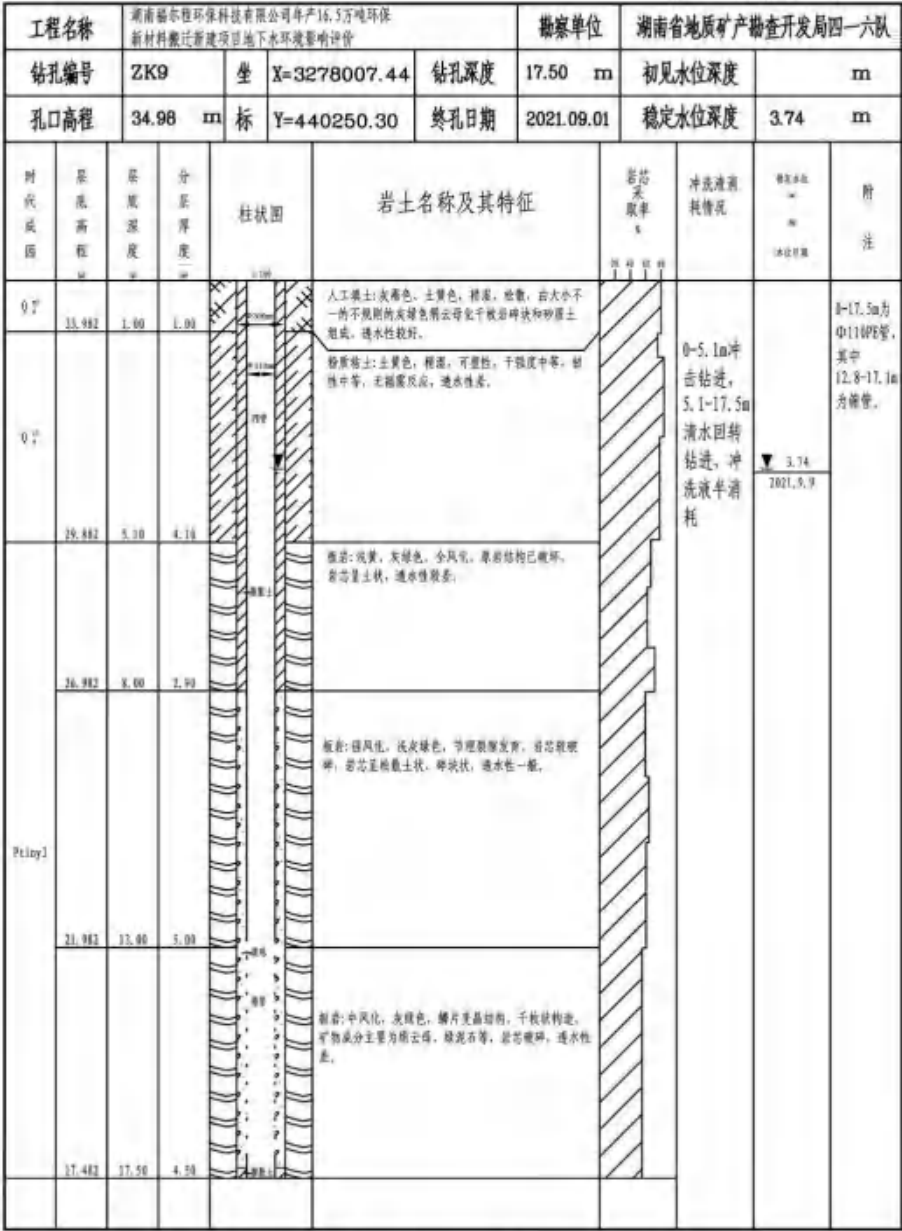 工程名称
湖南福尔程环保科技有限公司年产16.5万吨环保
新材料搬迁新建项目地下水环境影响评价
勘察单位
湖南省地质矿产勘查开发局四一六队
钻孔编号 ZK9 坐 X=3278007.44 钻孔深度 17.50 m 初见水位深度 m
孔口高程 34.98 m 标 Y=440250.30 终孔日期 2021.09.01 稳定水位深度 3.74 m
时代成因
层底高程
层底深度
分层厚度
柱状图
岩土名称及其特征
岩芯采取率 %
冲洗液消耗情况
附注
33.982 1.00 1.00
人工填土:灰褐色、土黄色,稍湿,松散,由大小不
一的不规则的灰绿色绢云母化千枚岩碎块和砂质土
组成,透水性较好。
粉质粘土:土黄色,稍湿,可塑性,干强度中等,韧
性中等,无摇震反应,透水性差。
0-5.1m冲
击钻进,
5.1-17.5m
清水回转
钻进,冲
洗液半消
耗
3.74
2021.9.9
0-17.5m为
Φ110PE管,
其中
12.8-17.1m
为筛管。
29.882 5.10 4.10
板岩:浅黄、灰绿色,全风化,原岩结构已破坏,
岩芯呈土状,透水性较差。
26.982 8.00 2.90
板岩:强风化,浅灰绿色,节理裂隙发育,岩芯较破
碎,岩芯呈松散土状、碎块状,透水性一般。
Ptlny1
21.982 13.00 5.00
板岩:中风化,灰绿色,鳞片变晶结构,千枚状构造,
矿物成分主要为绢云母、绿泥石等,岩芯破碎,透水性
差。
17.482 17.50 4.50